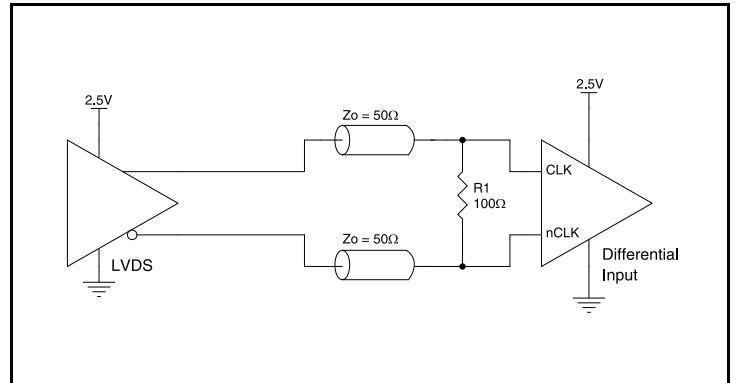 2.5V
2.5V
Zo = 50Ω
CLK
R1
100Ω
Zo = 50Ω
nCLK
LVDS
Differential
Input